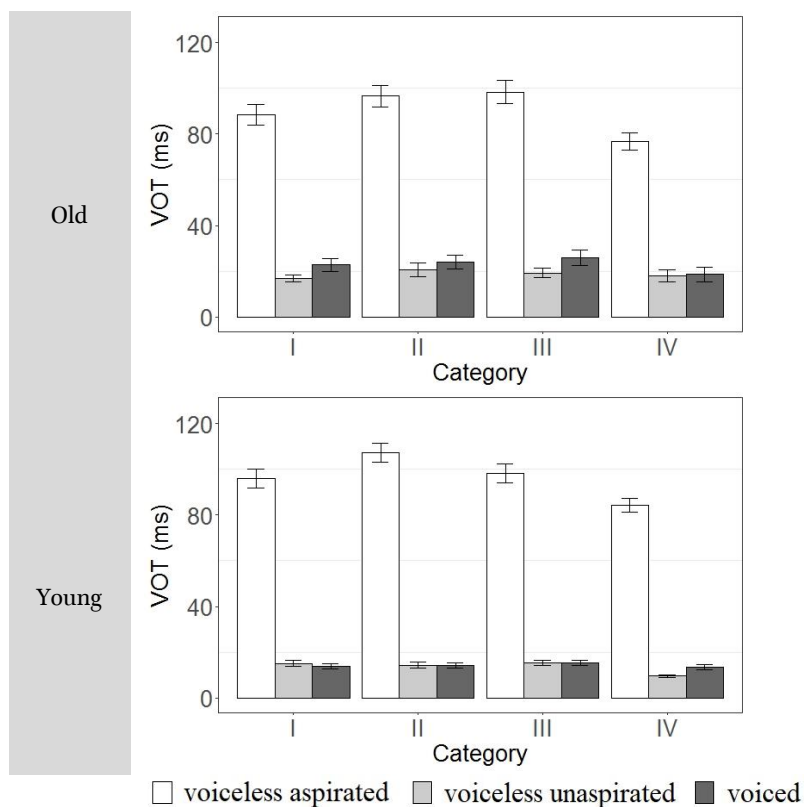 Old
VOT (ms)
120
80
40
0
I II III IV
Category
Young
VOT (ms)
120
80
40
0
I II III IV
Category
voiceless aspirated voiceless unaspirated voiced